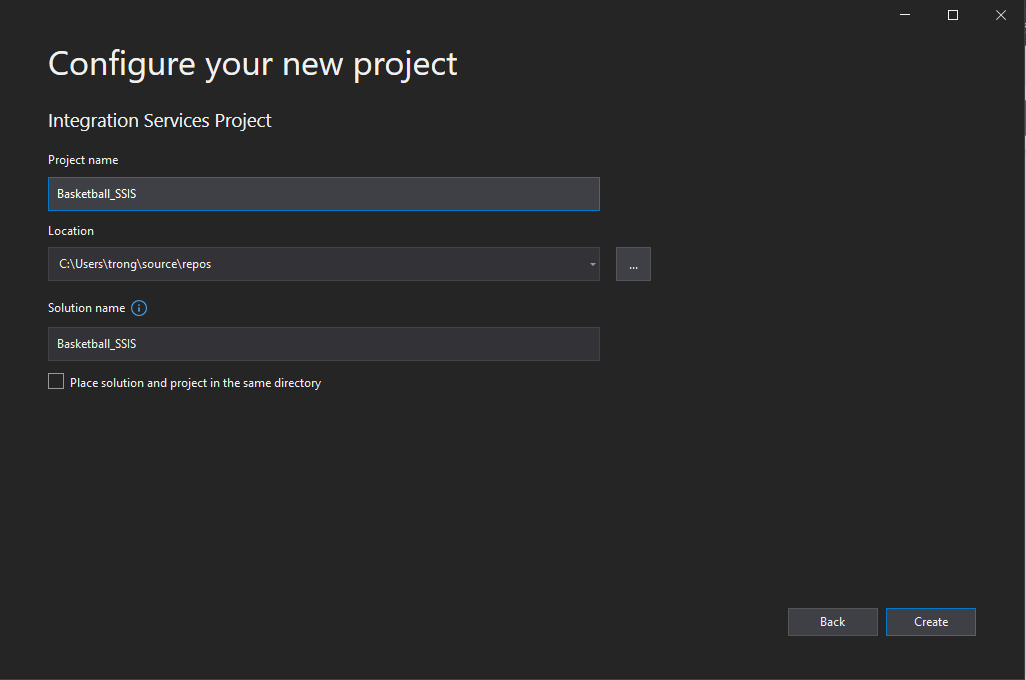 Configure your new project
Integration Services Project
Project name
Basketball_SSIS
Location
C:\Users\trong\source\repos
...
Solution name
Basketball_SSIS
Place solution and project in the same directory
Back
Create